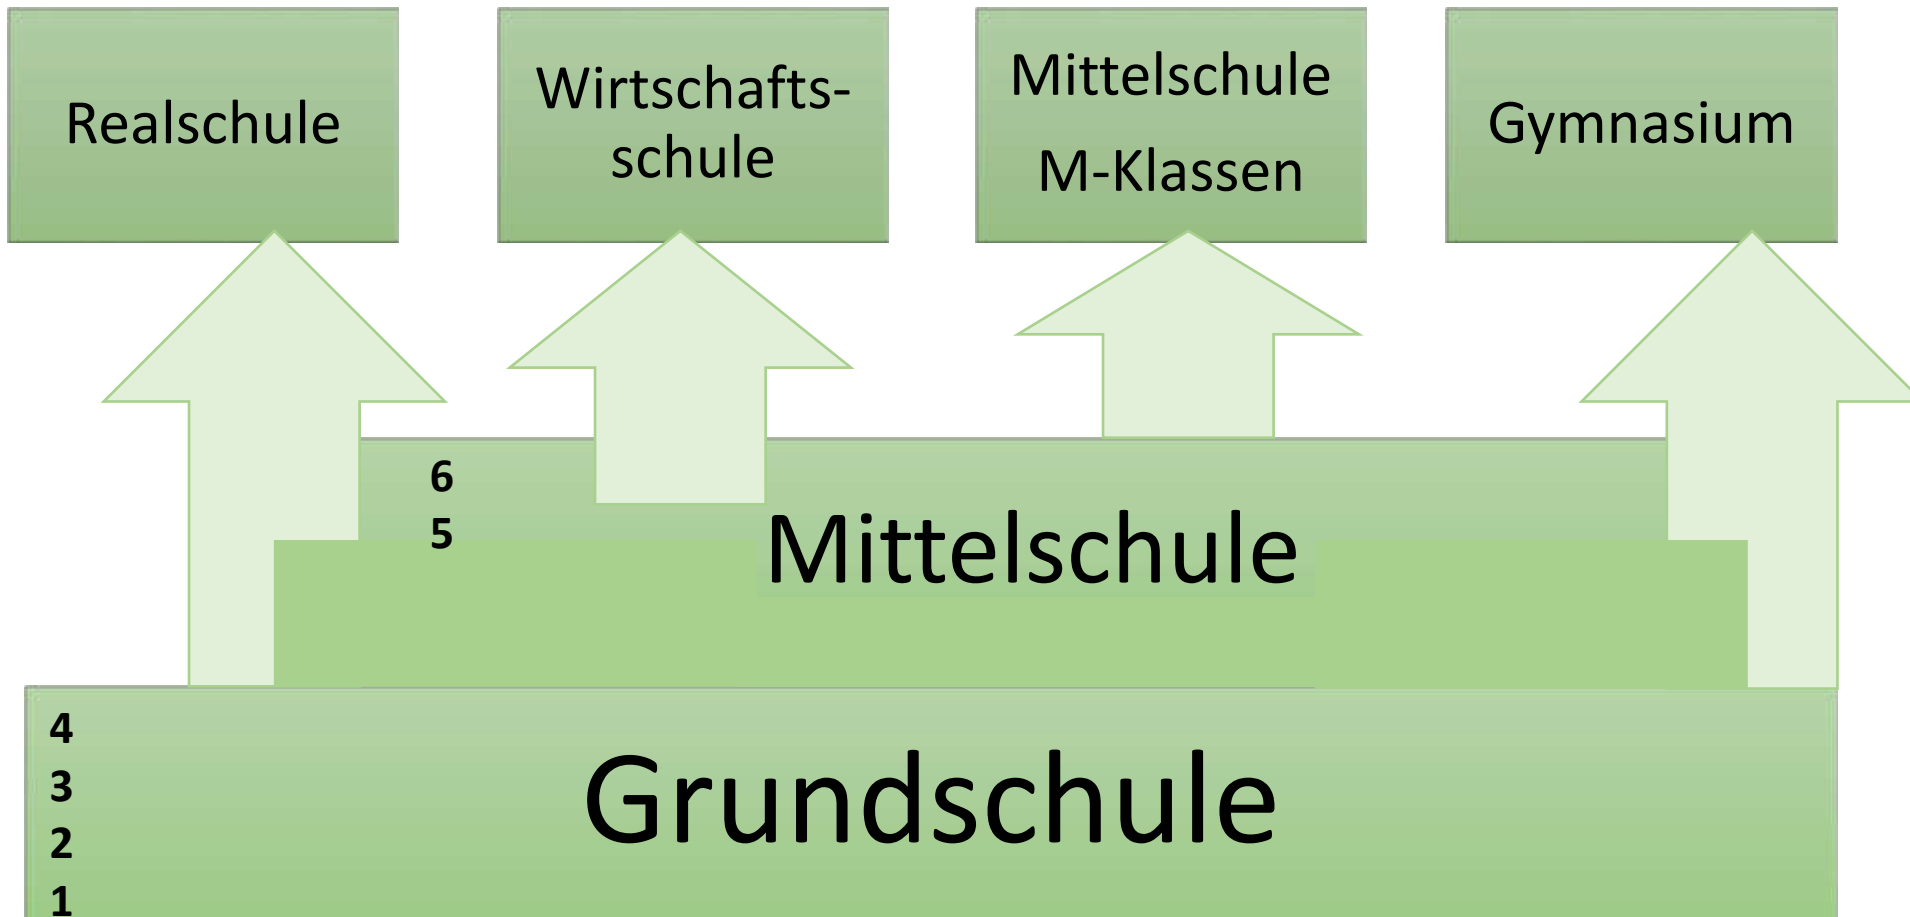 Realschule
Wirtschafts-
schule
Mittelschule
M-Klassen
Gymnasium
6
5
Mittelschule
4
3
2
1
Grundschule